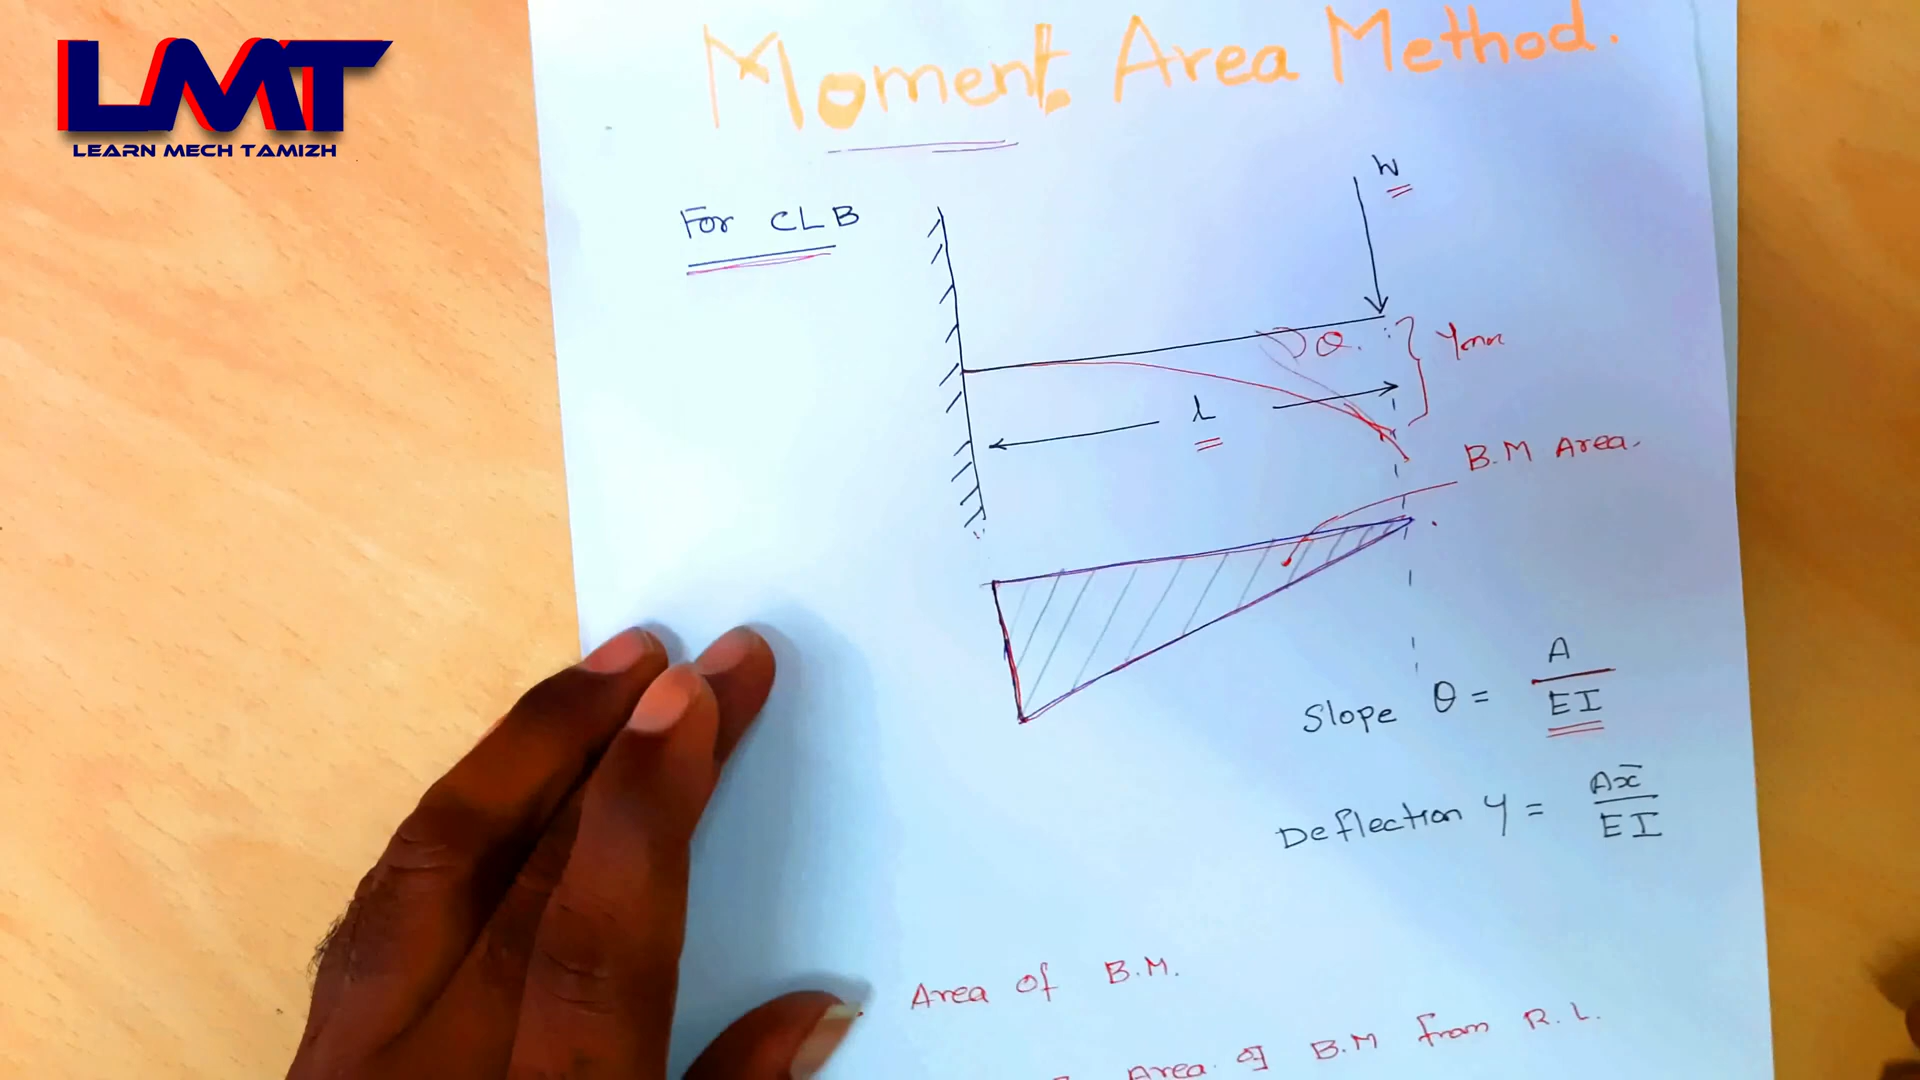 LMT
LEARN MECH TAMIZH
Moment Area Method.
For CLB
W
θ.
Ymax
L
B.M Area.
Slope θ = A / EI
Deflection y = Ax̄ / EI
Area of B.M.
Area of B.M from R.L.